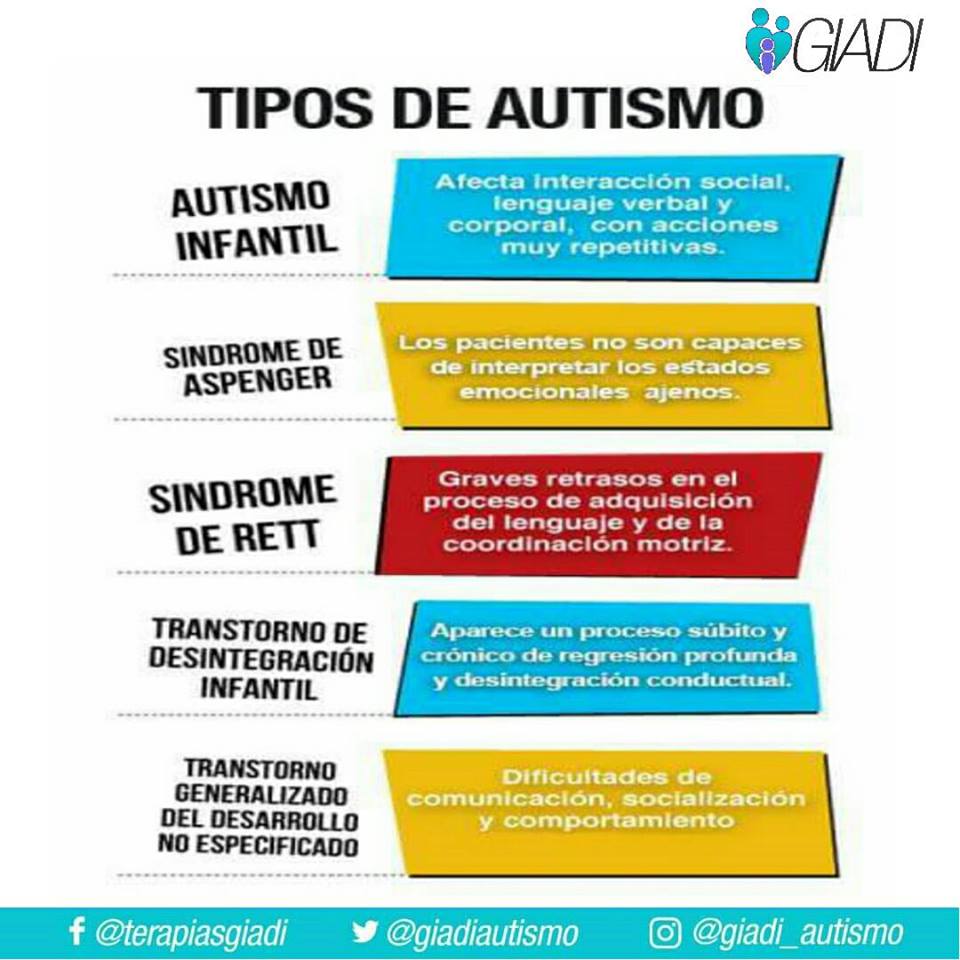 GIADI
TIPOS DE AUTISMO
AUTISMO
INFANTIL
Afecta interacción social,
lenguaje verbal y
corporal, con acciones
muy repetitivas.
SINDROME DE
ASPENGER
Los pacientes no son capaces
de interpretar los estados
emocionales ajenos.
SINDROME
DE RETT
Graves retrasos en el
proceso de adquisición
del lenguaje y de la
coordinación motriz.
TRANSTORNO DE
DESINTEGRACIÓN
INFANTIL
Aparece un proceso súbito y
crónico de regresión profunda
y desintegración conductual.
TRANSTORNO
GENERALIZADO
DEL DESARROLLO
NO ESPECIFICADO
Dificultades de
comunicación, socialización
y comportamiento
@terapiasgiadi @giadiautismo @giadi_autismo